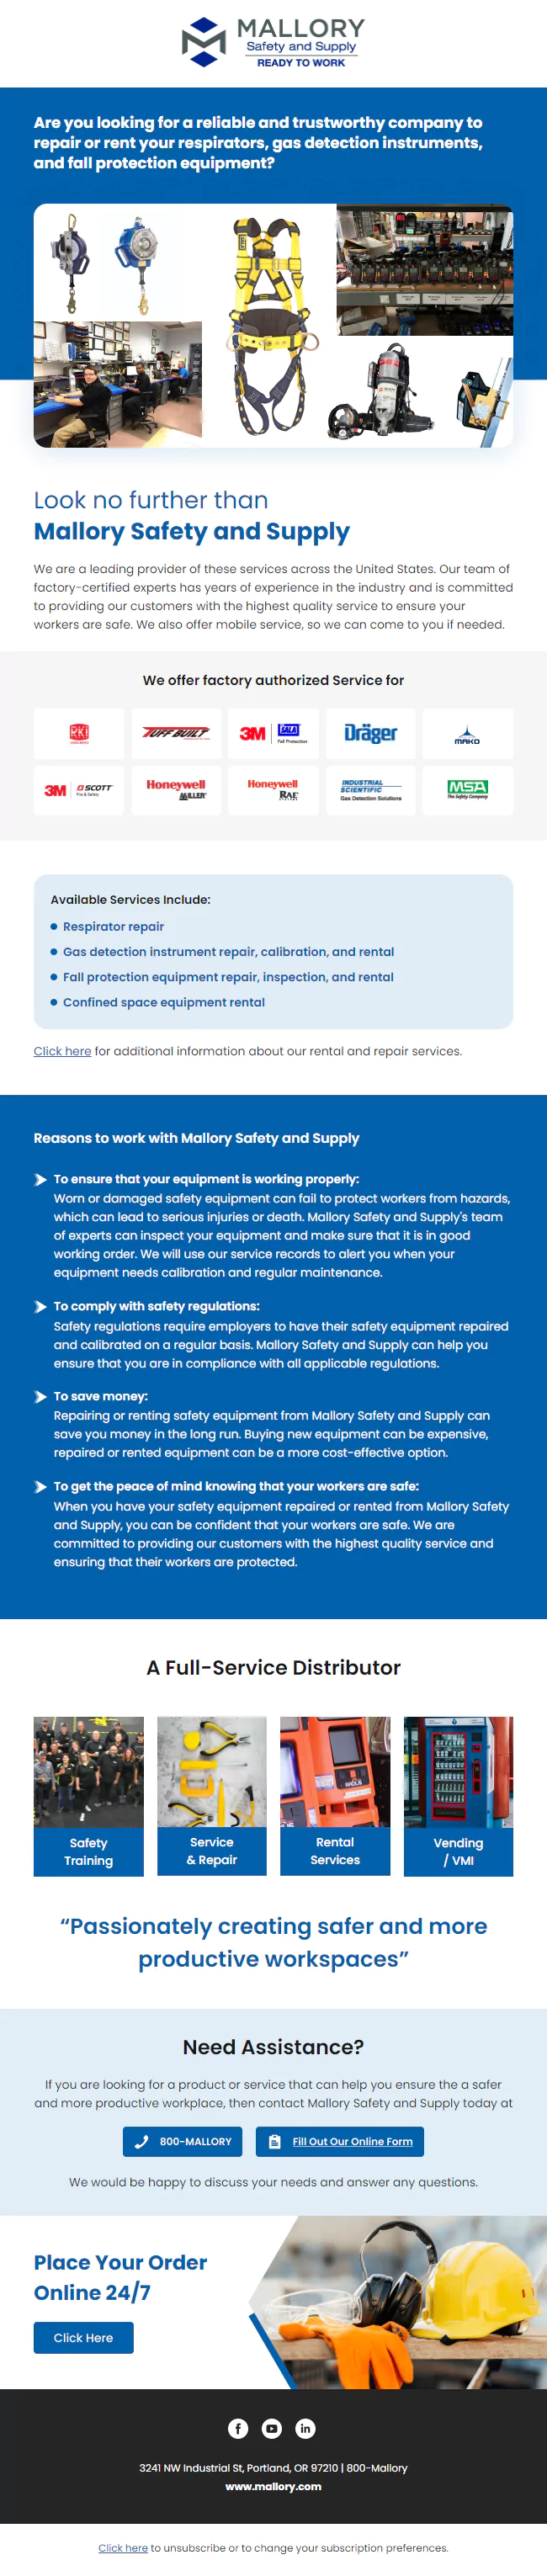 MALLORY
Safety and Supply
READY TO WORK
Are you looking for a reliable and trustworthy company to
repair or rent your respirators, gas detection instruments,
and fall protection equipment?
Look no further than
Mallory Safety and Supply
We are a leading provider of these services across the United States. Our team of
factory-certified experts has years of experience in the industry and is committed
to providing our customers with the highest quality service to ensure your
workers are safe. We also offer mobile service, so we can come to you if needed.
We offer factory authorized Service for
RKI
TUFF BUILT
3M | SALA
Fall Protection
Dräger
MAKO
3M | SCOTT
Fire & Safety
Honeywell
MILLER
Honeywell
RAE
INDUSTRIAL
SCIENTIFIC
Gas Detection Solutions
MSA
The Safety Company
Available Services Include:
• Respirator repair
• Gas detection instrument repair, calibration, and rental
• Fall protection equipment repair, inspection, and rental
• Confined space equipment rental
Click here for additional information about our rental and repair services.
Reasons to work with Mallory Safety and Supply
To ensure that your equipment is working properly:
Worn or damaged safety equipment can fail to protect workers from hazards,
which can lead to serious injuries or death. Mallory Safety and Supply's team
of experts can inspect your equipment and make sure that it is in good
working order. We will use our service records to alert you when your
equipment needs calibration and regular maintenance.
To comply with safety regulations:
Safety regulations require employers to have their safety equipment repaired
and calibrated on a regular basis. Mallory Safety and Supply can help you
ensure that you are in compliance with all applicable regulations.
To save money:
Repairing or renting safety equipment from Mallory Safety and Supply can
save you money in the long run. Buying new equipment can be expensive,
repaired or rented equipment can be a more cost-effective option.
To get the peace of mind knowing that your workers are safe:
When you have your safety equipment repaired or rented from Mallory Safety
and Supply, you can be confident that your workers are safe. We are
committed to providing our customers with the highest quality service and
ensuring that their workers are protected.
A Full-Service Distributor
Safety
Training
Service
& Repair
Rental
Services
Vending
/ VMI
“Passionately creating safer and more
productive workspaces”
Need Assistance?
If you are looking for a product or service that can help you ensure the a safer
and more productive workplace, then contact Mallory Safety and Supply today at
800-MALLORY
Fill Out Our Online Form
We would be happy to discuss your needs and answer any questions.
Place Your Order
Online 24/7
Click Here
3241 NW Industrial St, Portland, OR 97210 | 800-Mallory
www.mallory.com
Click here to unsubscribe or to change your subscription preferences.